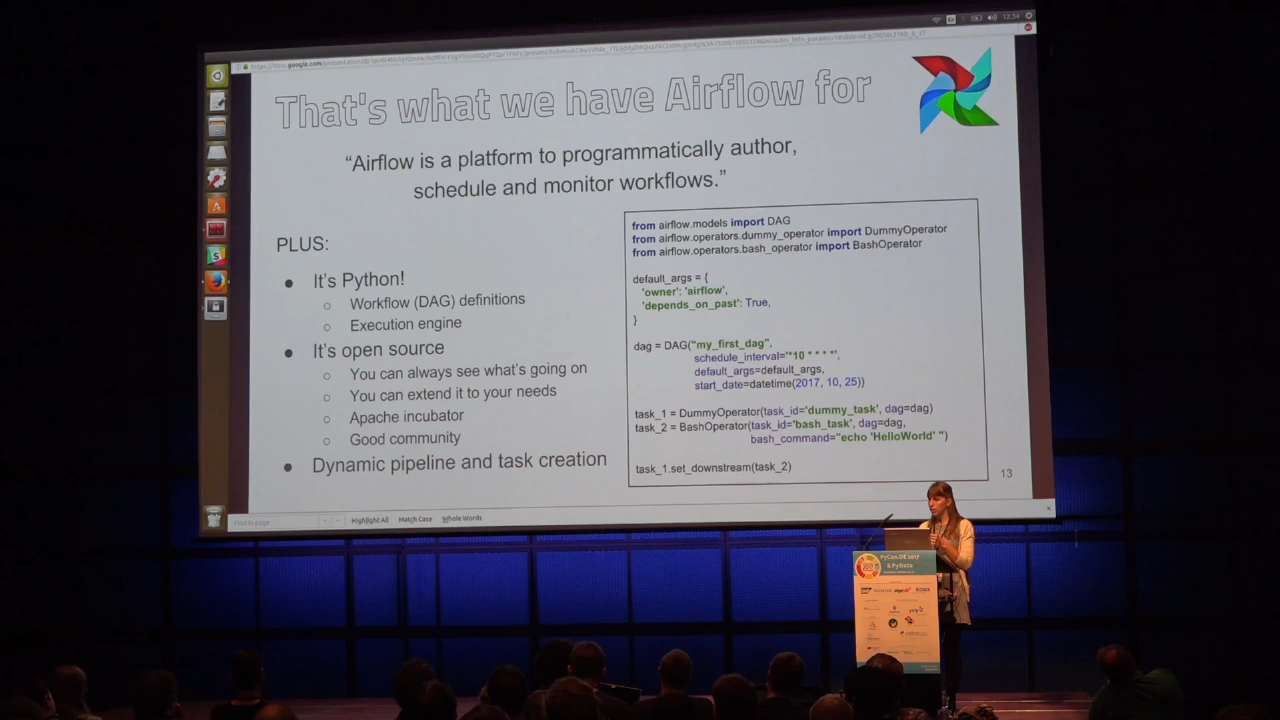 12:34
That's what we have Airflow for
“Airflow is a platform to programmatically author,
schedule and monitor workflows.”
PLUS:
● It's Python!
○ Workflow (DAG) definitions
○ Execution engine
● It's open source
○ You can always see what's going on
○ You can extend it to your needs
○ Apache incubator
○ Good community
● Dynamic pipeline and task creation
from airflow.models import DAG
from airflow.operators.dummy_operator import DummyOperator
from airflow.operators.bash_operator import BashOperator
default_args = {
'owner': 'airflow',
'depends_on_past': True,
}
dag = DAG("my_first_dag",
schedule_interval='*10 * * * *',
default_args=default_args,
start_date=datetime(2017, 10, 25))
task_1 = DummyOperator(task_id='dummy_task', dag=dag)
task_2 = BashOperator(task_id='bash_task', dag=dag,
bash_command="echo 'HelloWorld' ")
task_1.set_downstream(task_2)
13
Find in page
Highlight All Match Case Whole Words
PyCon.DE 2017
& PyData